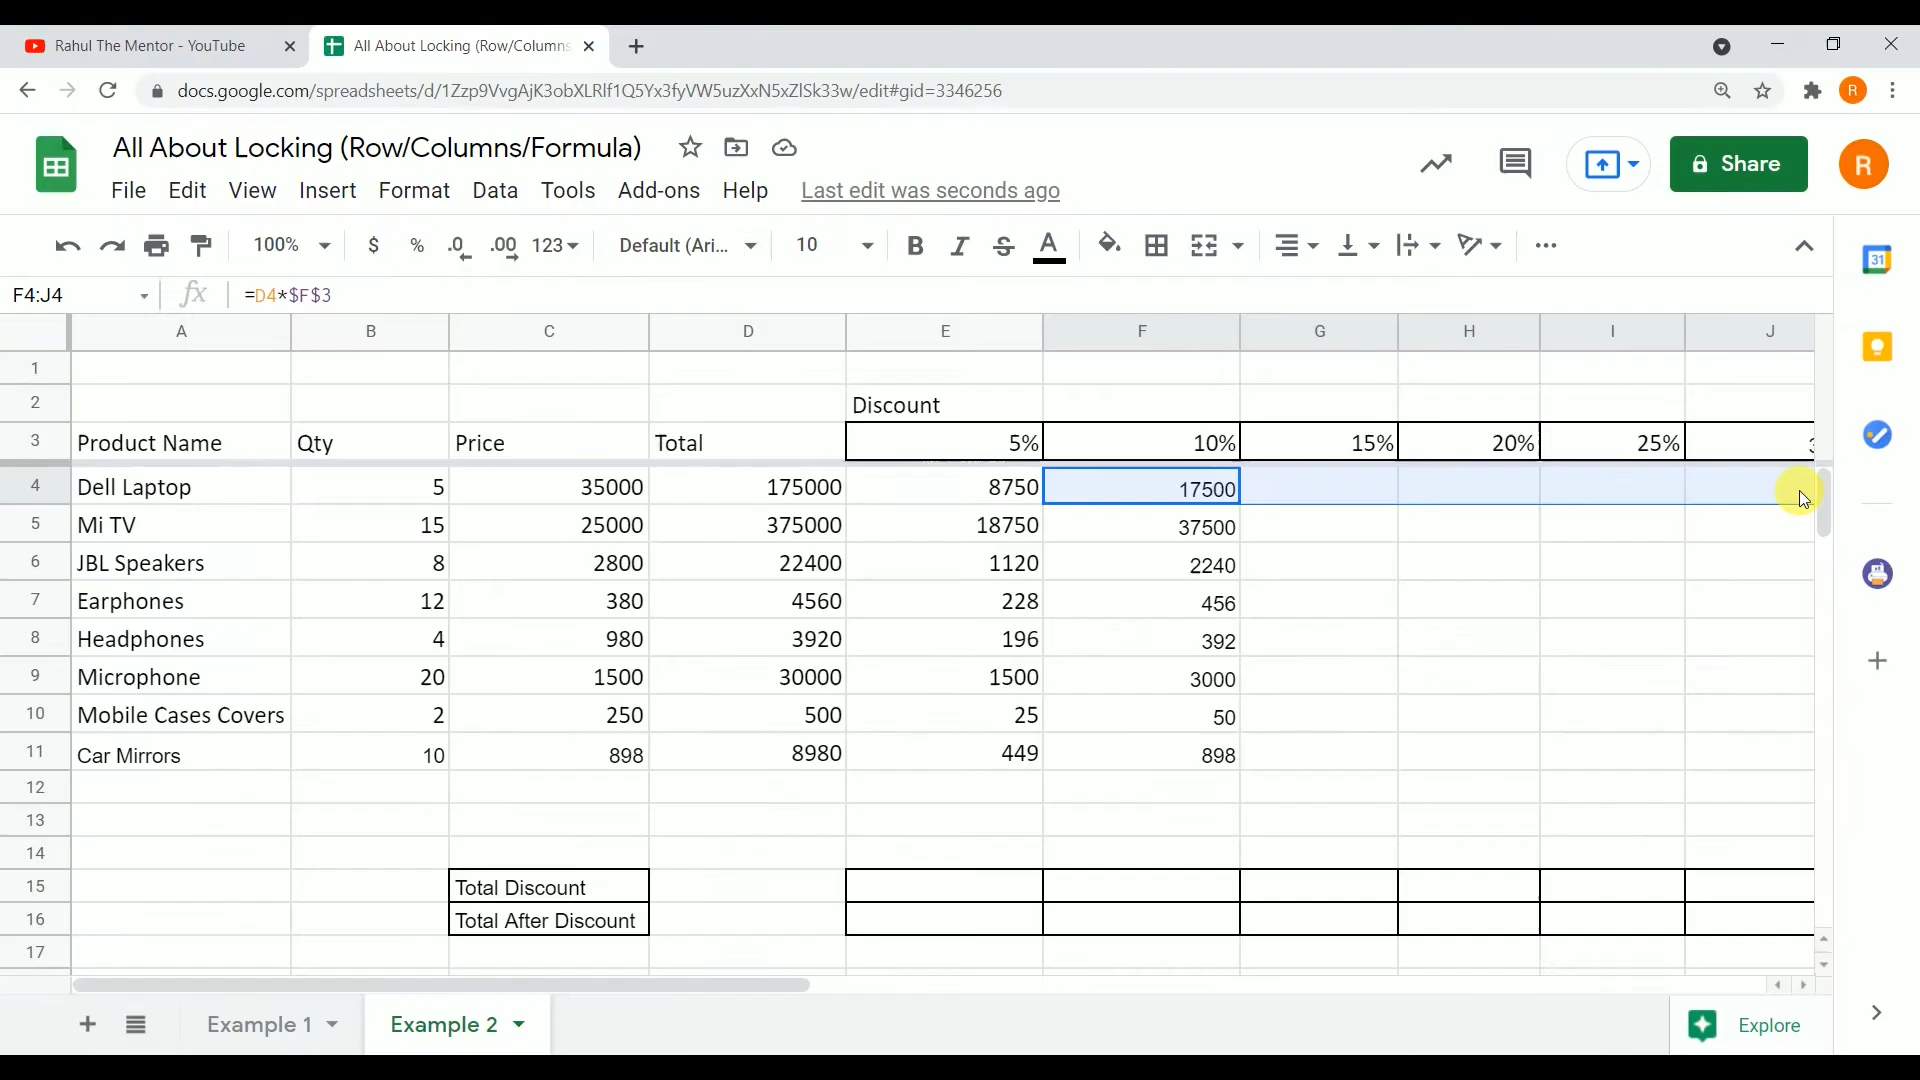 Rahul The Mentor - YouTube
All About Locking (Row/Columns
docs.google.com/spreadsheets/d/1Zzp9VvgAjK3obXLRlf1Q5Yx3fyVW5uzXxN5xZlSk33w/edit#gid=3346256
R
All About Locking (Row/Columns/Formula)
Share
R
File Edit View Insert Format Data Tools Add-ons Help Last edit was seconds ago
100% $ % .0 .00 123 Default (Ari... 10 B I S A
31
F4:J4 fx =D4*$F$3
A B C D E F G H I J
1
2 Discount
3 Product Name Qty Price Total 5% 10% 15% 20% 25%
4 Dell Laptop 5 35000 175000 8750 17500
5 Mi TV 15 25000 375000 18750 37500
6 JBL Speakers 8 2800 22400 1120 2240
7 Earphones 12 380 4560 228 456
8 Headphones 4 980 3920 196 392
9 Microphone 20 1500 30000 1500 3000
10 Mobile Cases Covers 2 250 500 25 50
11 Car Mirrors 10 898 8980 449 898
12
13
14
15 Total Discount
16 Total After Discount
17
Example 1 Example 2 Explore